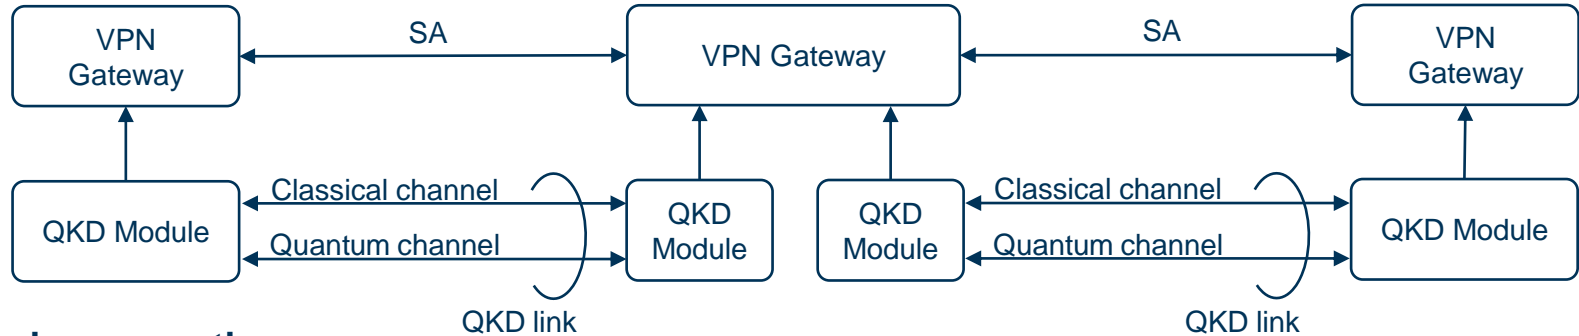 VPN
Gateway
SA
VPN Gateway
SA
VPN
Gateway
Classical channel
Classical channel
QKD Module
QKD
Module
QKD
Module
QKD Module
Quantum channel
Quantum channel
QKD link
QKD link